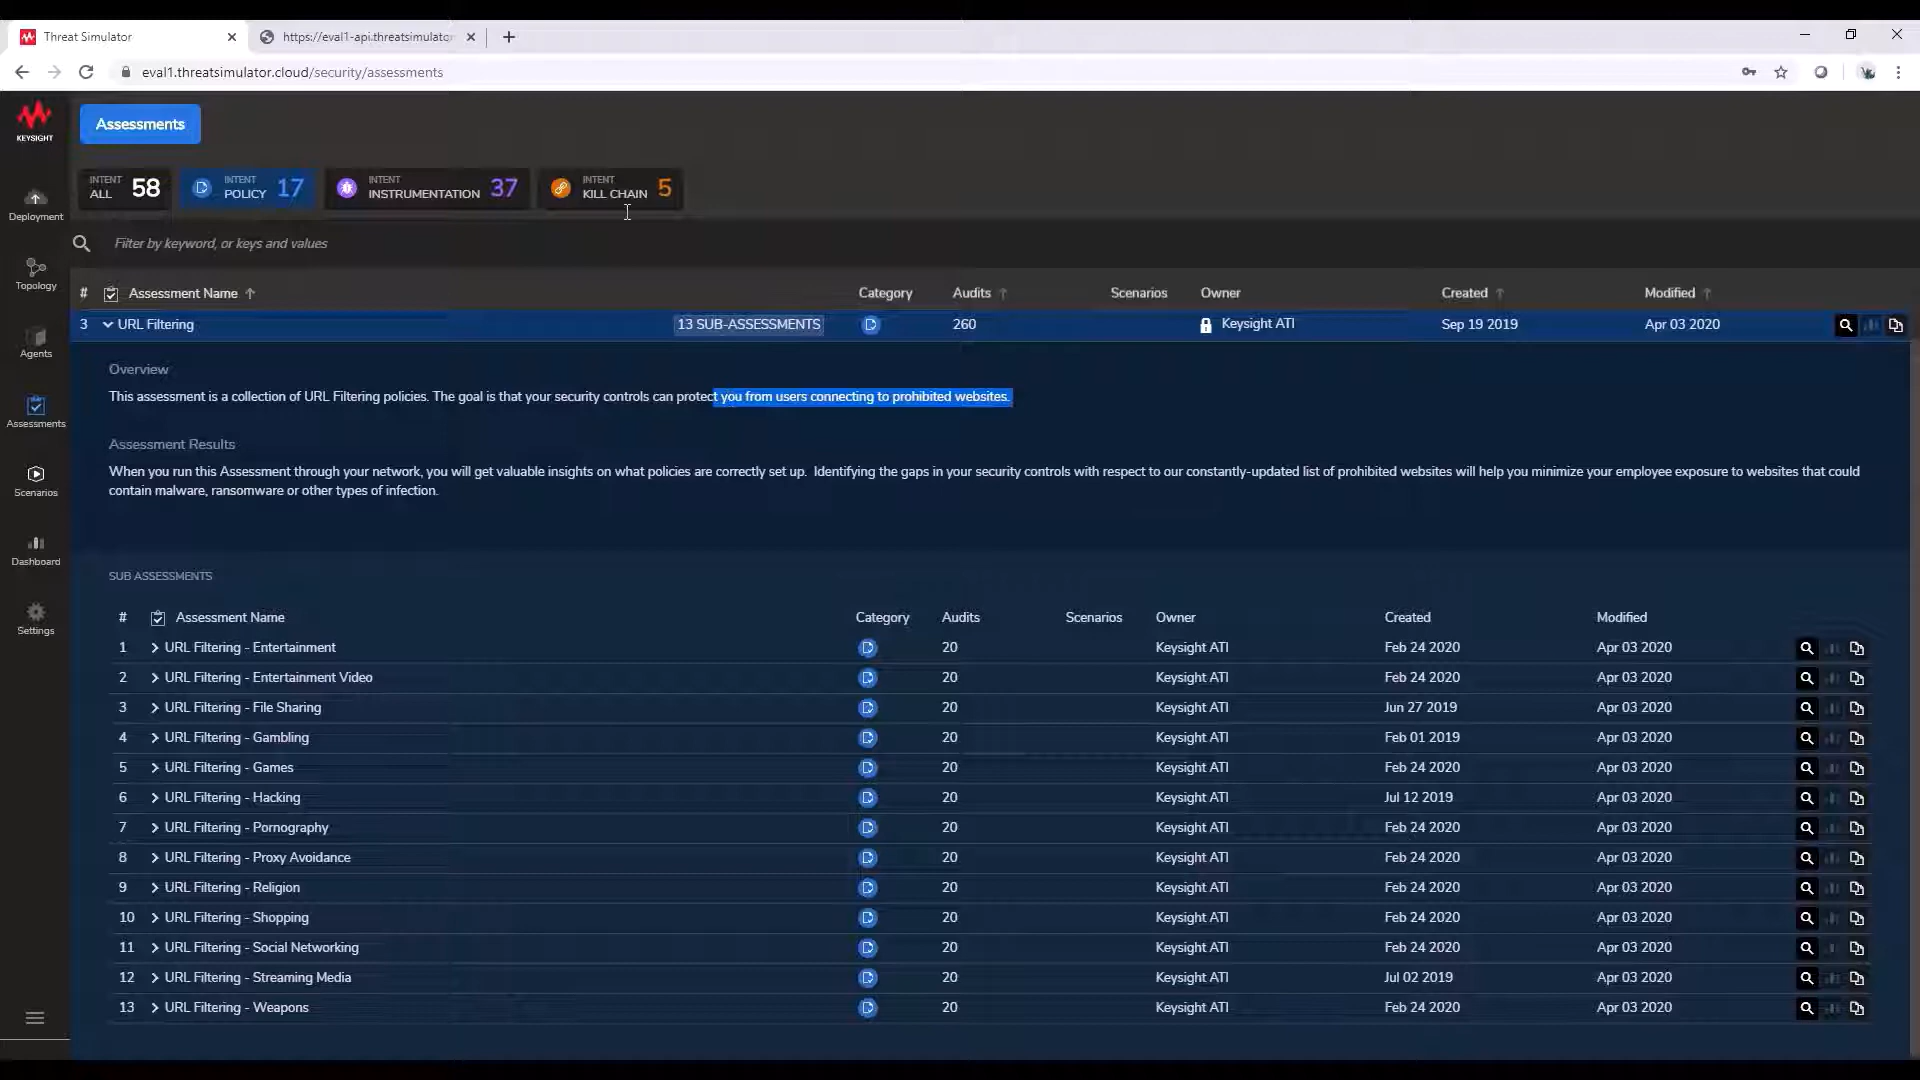 Threat Simulator
https://eval1-api.threatsimulator
eval1.threatsimulator.cloud/security/assessments
KEYSIGHT
Assessments
INTENT ALL 58
INTENT POLICY 17
INTENT INSTRUMENTATION 37
INTENT KILL CHAIN 5
Deployment
Topology
Agents
Assessments
Scenarios
Dashboard
Settings
Filter by keyword, or keys and values
# Assessment Name Category Audits Scenarios Owner Created Modified
3 URL Filtering 13 SUB-ASSESSMENTS 260 Keysight ATI Sep 19 2019 Apr 03 2020
Overview
This assessment is a collection of URL Filtering policies. The goal is that your security controls can protect you from users connecting to prohibited websites.
Assessment Results
When you run this Assessment through your network, you will get valuable insights on what policies are correctly set up. Identifying the gaps in your security controls with respect to our constantly-updated list of prohibited websites will help you minimize your employee exposure to websites that could
contain malware, ransomware or other types of infection.
SUB ASSESSMENTS
# Assessment Name Category Audits Scenarios Owner Created Modified
1 URL Filtering - Entertainment 20 Keysight ATI Feb 24 2020 Apr 03 2020
2 URL Filtering - Entertainment Video 20 Keysight ATI Feb 24 2020 Apr 03 2020
3 URL Filtering - File Sharing 20 Keysight ATI Jun 27 2019 Apr 03 2020
4 URL Filtering - Gambling 20 Keysight ATI Feb 01 2019 Apr 03 2020
5 URL Filtering - Games 20 Keysight ATI Feb 24 2020 Apr 03 2020
6 URL Filtering - Hacking 20 Keysight ATI Jul 12 2019 Apr 03 2020
7 URL Filtering - Pornography 20 Keysight ATI Feb 24 2020 Apr 03 2020
8 URL Filtering - Proxy Avoidance 20 Keysight ATI Feb 24 2020 Apr 03 2020
9 URL Filtering - Religion 20 Keysight ATI Feb 24 2020 Apr 03 2020
10 URL Filtering - Shopping 20 Keysight ATI Feb 24 2020 Apr 03 2020
11 URL Filtering - Social Networking 20 Keysight ATI Feb 24 2020 Apr 03 2020
12 URL Filtering - Streaming Media 20 Keysight ATI Jul 02 2019 Apr 03 2020
13 URL Filtering - Weapons 20 Keysight ATI Feb 24 2020 Apr 03 2020